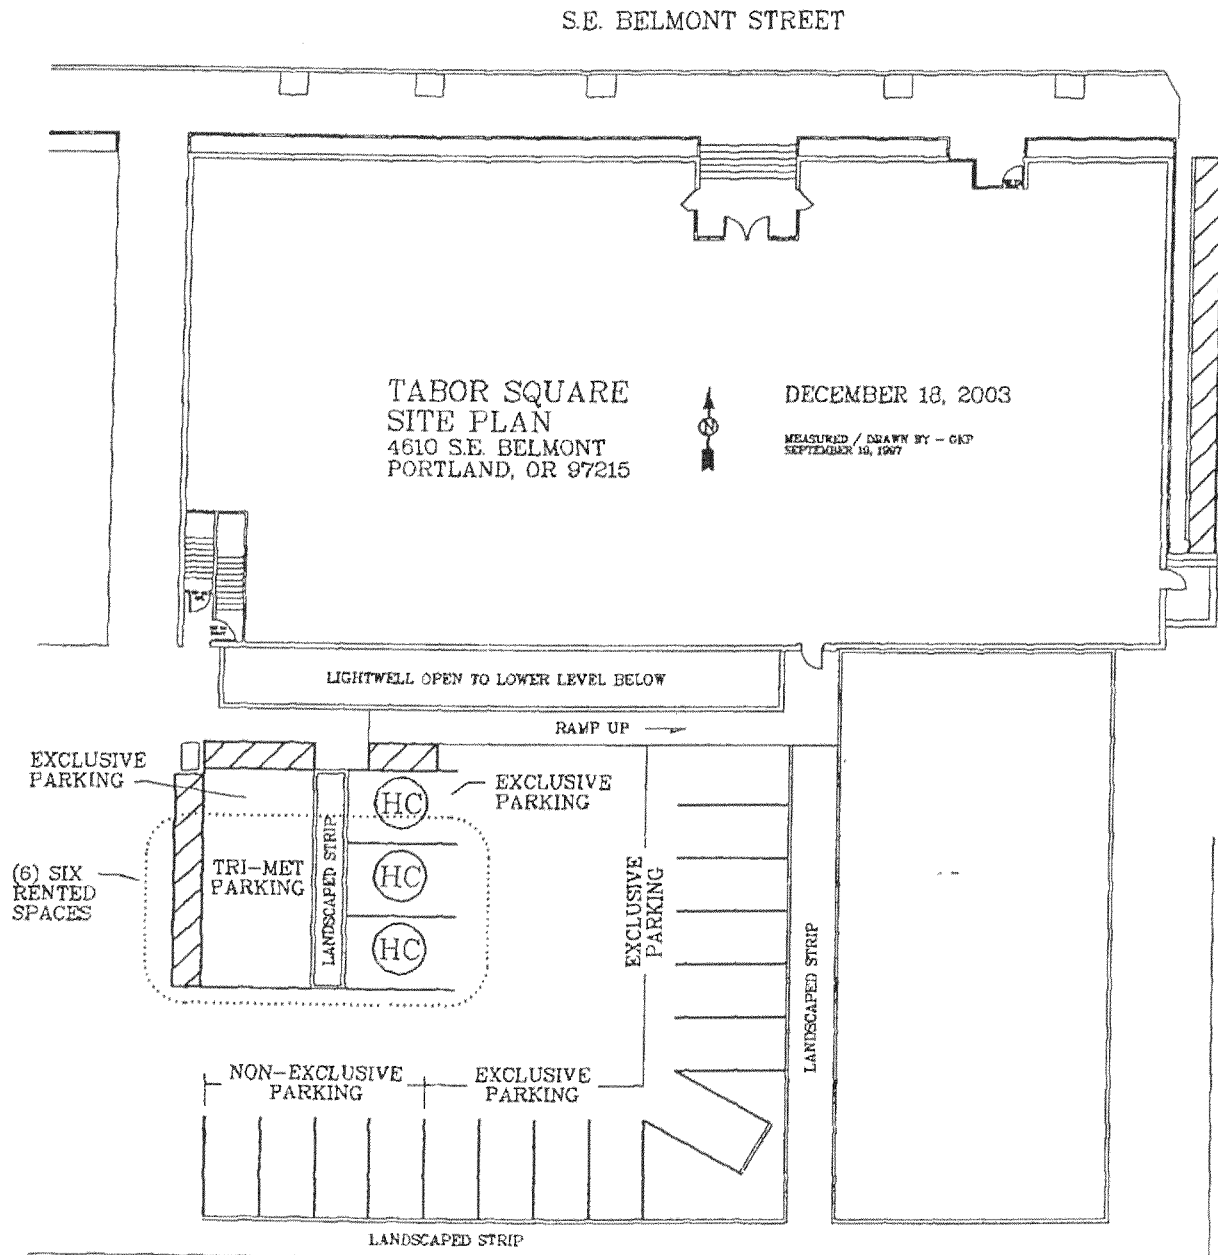 S.E. BELMONT STREET
TABOR SQUARE
SITE PLAN
4610 S.E. BELMONT
PORTLAND, OR 97215
N
DECEMBER 18, 2003
MEASURED / DRAWN BY - GKP
SEPTEMBER 19, 1997
LIGHTWELL OPEN TO LOWER LEVEL BELOW
RAMP UP
EXCLUSIVE
PARKING
EXCLUSIVE
PARKING
HC
(6) SIX
RENTED
SPACES
TRI-MET
PARKING
LANDSCAPED STRIP
HC
HC
EXCLUSIVE
PARKING
LANDSCAPED STRIP
NON-EXCLUSIVE
PARKING
EXCLUSIVE
PARKING
LANDSCAPED STRIP